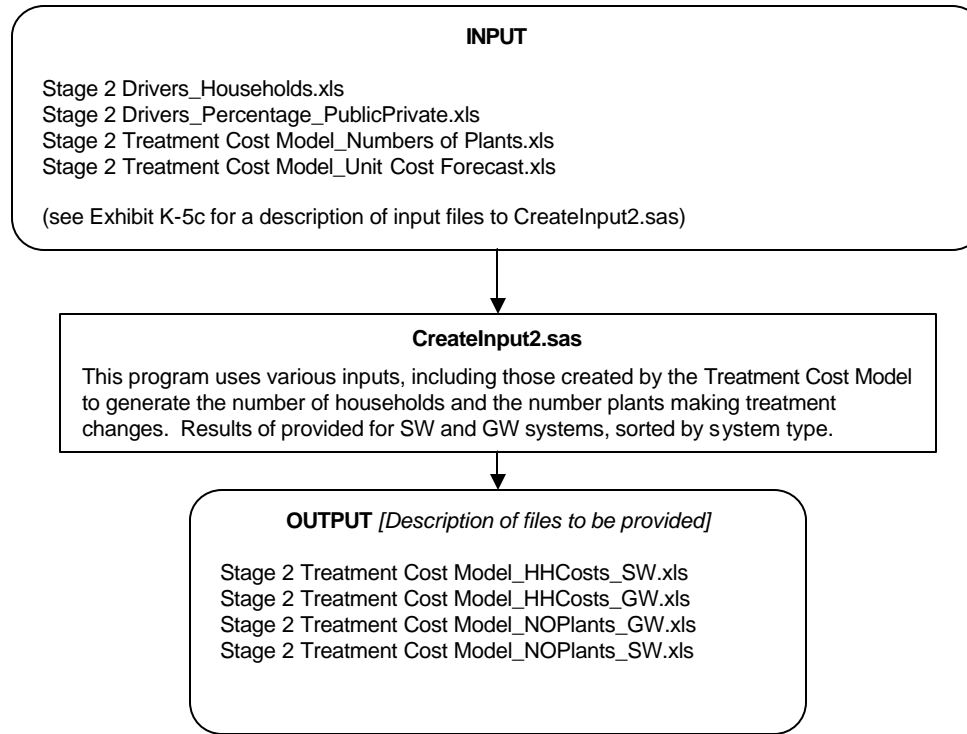 INPUT
Stage 2 Drivers_Households.xls
Stage 2 Drivers_Percentage_PublicPrivate.xls
Stage 2 Treatment Cost Model_Numbers of Plants.xls
Stage 2 Treatment Cost Model_Unit Cost Forecast.xls
(see Exhibit K-5c for a description of input files to CreateInput2.sas)
CreateInput2.sas
This program uses various inputs, including those created by the Treatment Cost Model
to generate the number of households and the number plants making treatment
changes.  Results of provided for SW and GW systems, sorted by system type.
OUTPUT [Description of files to be provided]
Stage 2 Treatment Cost Model_HHCosts_SW.xls
Stage 2 Treatment Cost Model_HHCosts_GW.xls
Stage 2 Treatment Cost Model_NOPlants_GW.xls
Stage 2 Treatment Cost Model_NOPlants_SW.xls